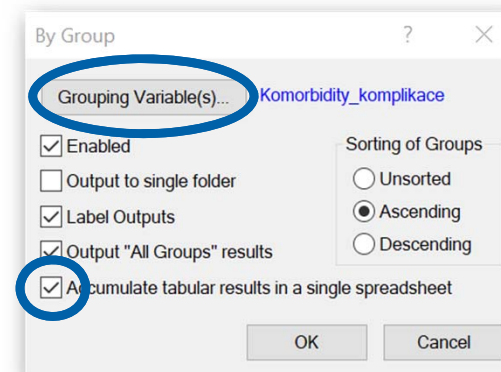 By Group ? ×
Grouping Variable(s)... Komorbidity_komplikace
Enabled
Output to single folder
Label Outputs
Output "All Groups" results
Sorting of Groups
Unsorted
Ascending
Descending
Accumulate tabular results in a single spreadsheet
OK Cancel